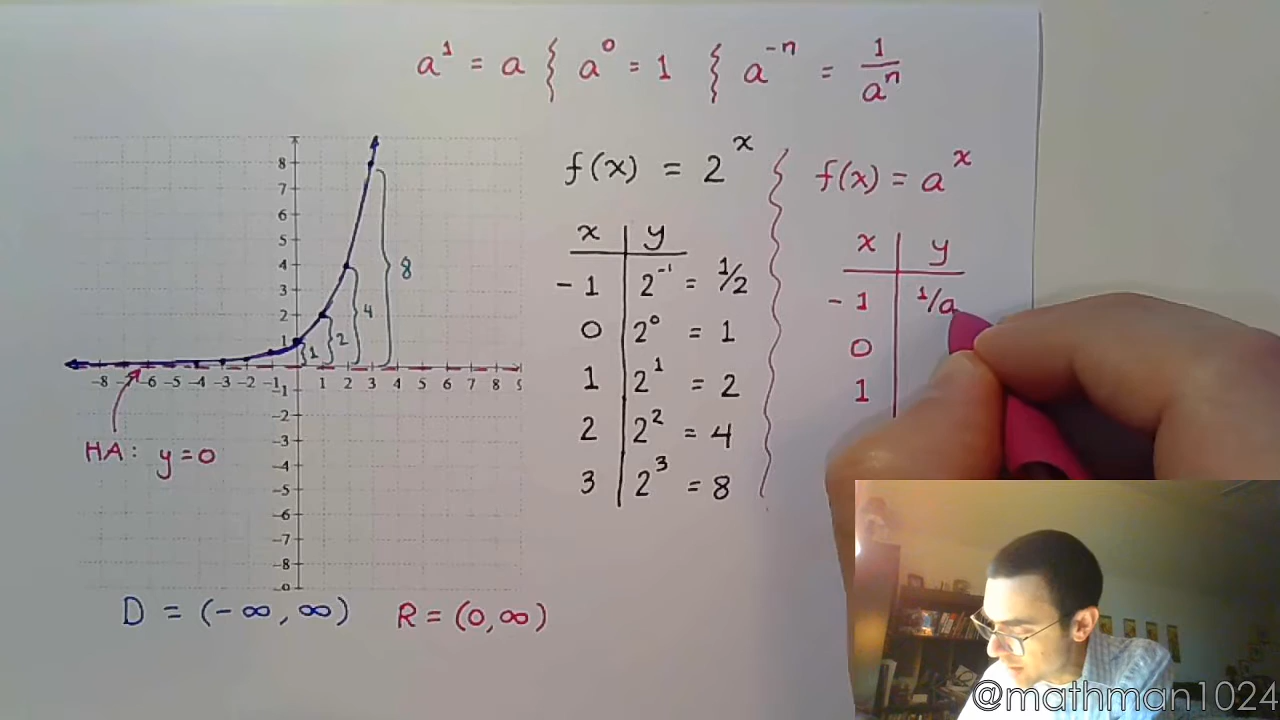 a¹ = a { a⁰ = 1 { a⁻ⁿ = 1/aⁿ
f(x) = 2ˣ
x y
-1 2⁻¹ = 1/2
0 2⁰ = 1
1 2¹ = 2
2 2² = 4
3 2³ = 8
f(x) = aˣ
x y
-1 1/a
0
1
8
7
6
5
4
3
2
1
-1
-2
-3
-4
-5
-6
-7
-8
-8 -7 -6 -5 -4 -3 -2 1 2 3 4 5 6 7 8
1 2 4 8
HA: y=0
D = (-∞, ∞) R = (0, ∞)
@mathman1024